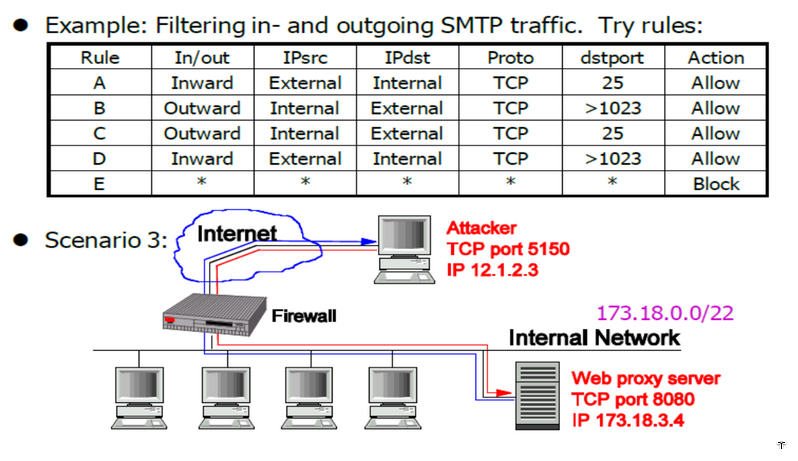 Example: Filtering in- and outgoing SMTP traffic. Try rules:
Rule In/out IPsrc IPdst Proto dstport Action
A Inward External Internal TCP 25 Allow
B Outward Internal External TCP >1023 Allow
C Outward Internal External TCP 25 Allow
D Inward External Internal TCP >1023 Allow
E * * * * * Block
Scenario 3:
Internet
Attacker
TCP port 5150
IP 12.1.2.3
Firewall
173.18.0.0/22
Internal Network
Web proxy server
TCP port 8080
IP 173.18.3.4